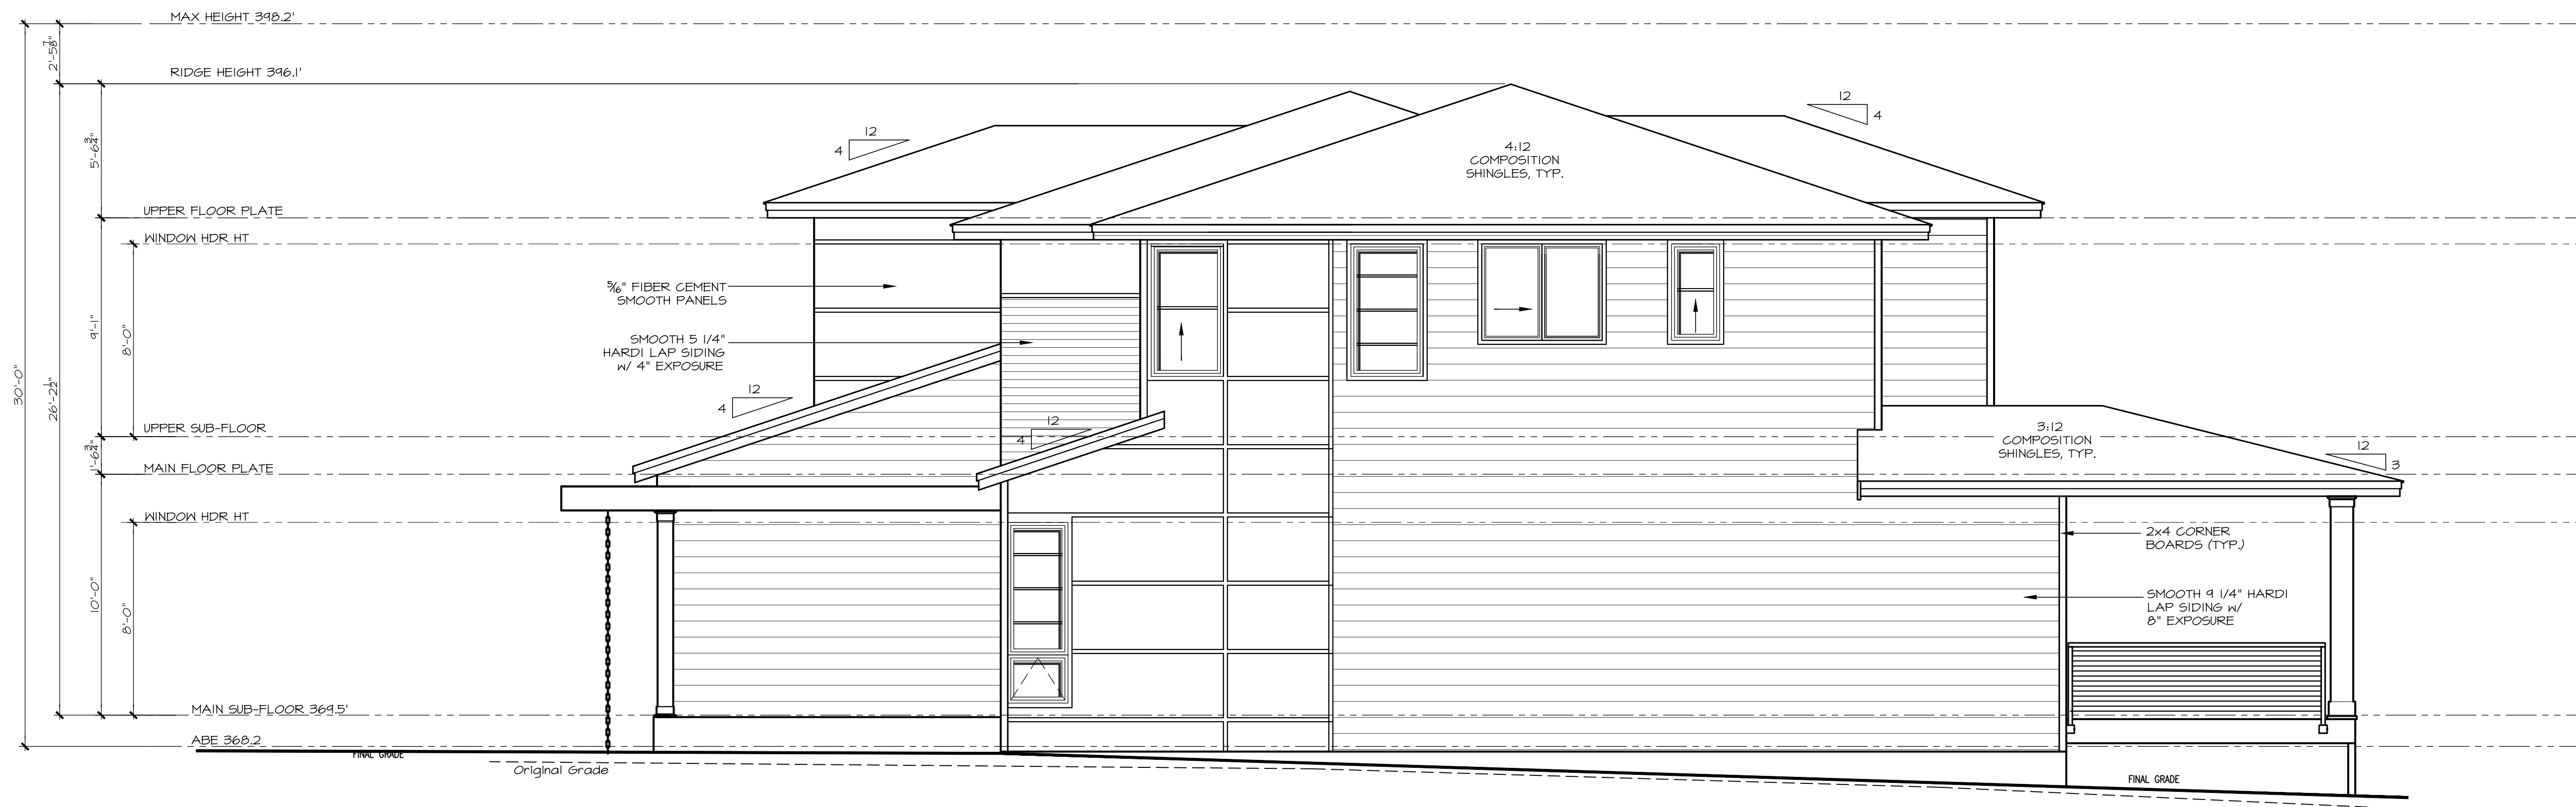 MAX HEIGHT 398.2'
2'-5⅞"
RIDGE HEIGHT 396.1'
12
4
12
4
4:12
COMPOSITION
SHINGLES, TYP.
5'-6¾"
UPPER FLOOR PLATE
WINDOW HDR HT
5/16" FIBER CEMENT
SMOOTH PANELS
9'-1"
8'-0"
SMOOTH 5 1/4"
HARDI LAP SIDING
W/ 4" EXPOSURE
30'-0"
26'-2½"
12
4
12
4
UPPER SUB-FLOOR
1'-6¾"
MAIN FLOOR PLATE
3:12
COMPOSITION
SHINGLES, TYP.
12
3
WINDOW HDR HT
2x4 CORNER
BOARDS (TYP.)
10'-0"
8'-0"
SMOOTH 9 1/4" HARDI
LAP SIDING W/
8" EXPOSURE
MAIN SUB-FLOOR 369.5'
ABE 368.2
FINAL GRADE
Original Grade
FINAL GRADE